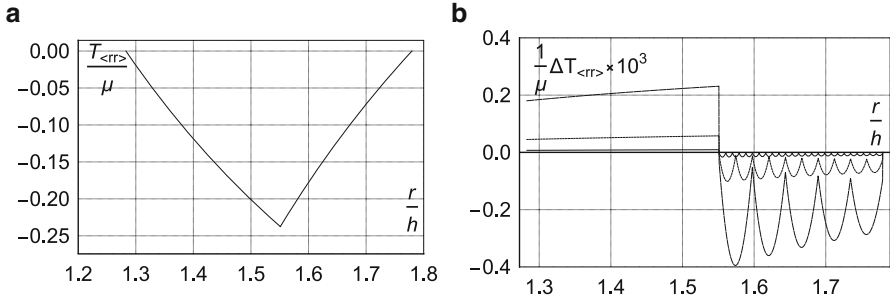 a
0.00
−0.05
−0.10
−0.15
−0.20
−0.25
T<rr>
μ
r
h
1.2 1.3 1.4 1.5 1.6 1.7 1.8
b
0.4
0.2
0.0
−0.2
−0.4
1/μ ΔT<rr>×10³
r
h
1.3 1.4 1.5 1.6 1.7